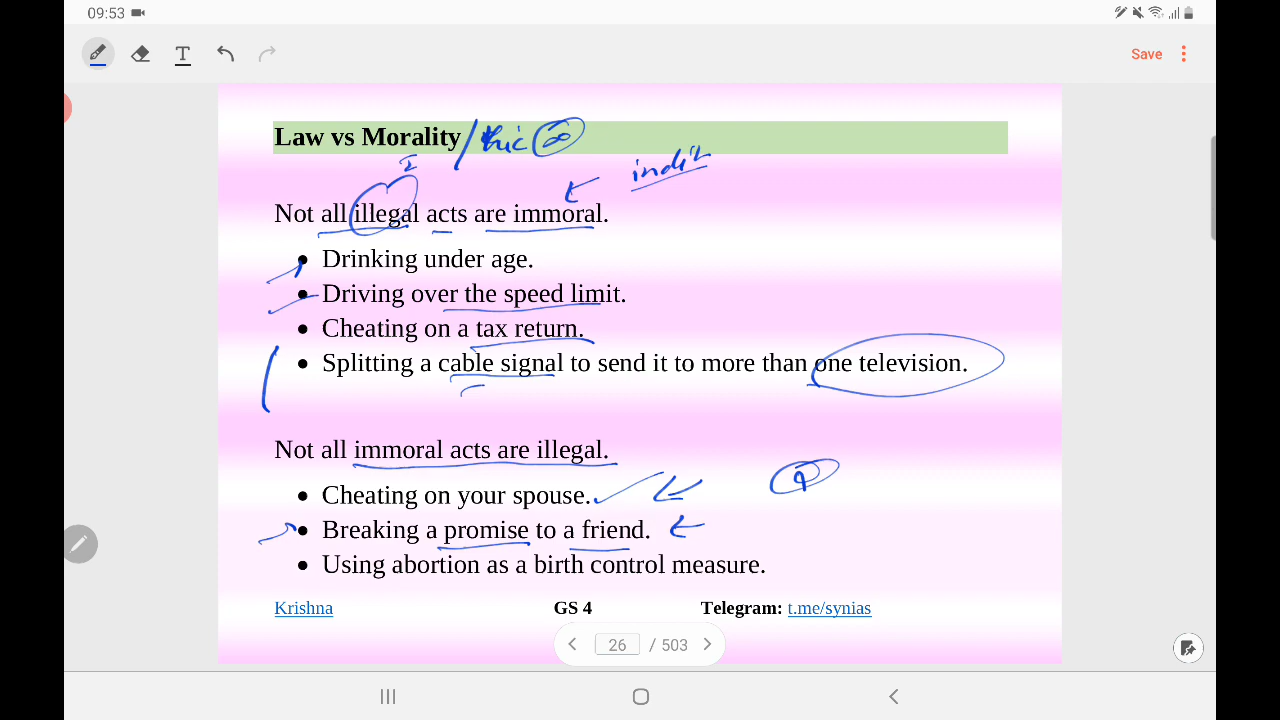 09:53
T
Save
Law vs Morality
Not all illegal acts are immoral.
• Drinking under age.
• Driving over the speed limit.
• Cheating on a tax return.
• Splitting a cable signal to send it to more than one television.
Not all immoral acts are illegal.
• Cheating on your spouse.
• Breaking a promise to a friend.
• Using abortion as a birth control measure.
Krishna GS 4 Telegram: t.me/synias
26 / 503